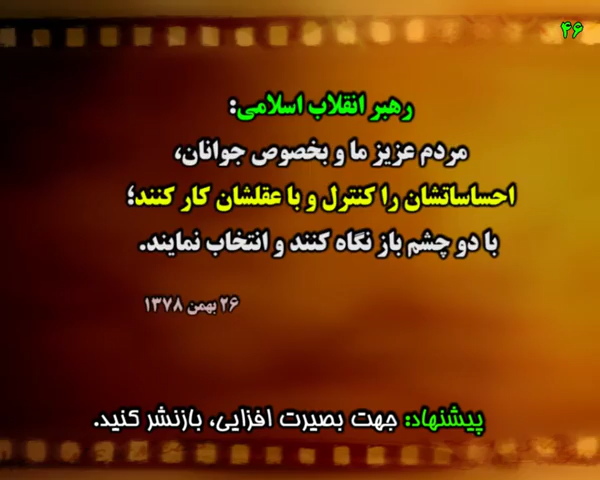 ۴۶
رهبر انقلاب اسلامی:
مردم عزیز ما و بخصوص جوانان،
احساساتشان را کنترل و با عقلشان کار کنند؛
با دو چشم باز نگاه کنند و انتخاب نمایند.
۲۶ بهمن ۱۳۷۸
پیشنهاد: جهت بصیرت افزایی، بازنشر کنید.